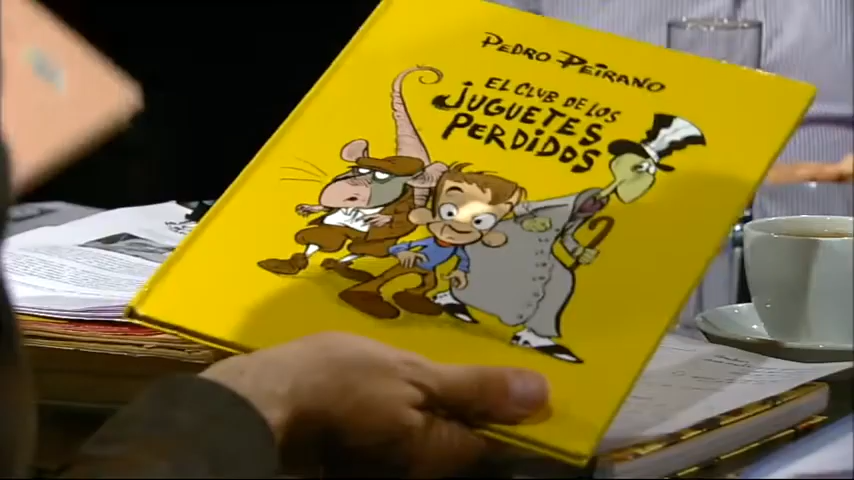 PEDRO PEIRANO
EL CLUB DE LOS
JUGUETES
PERDIDOS